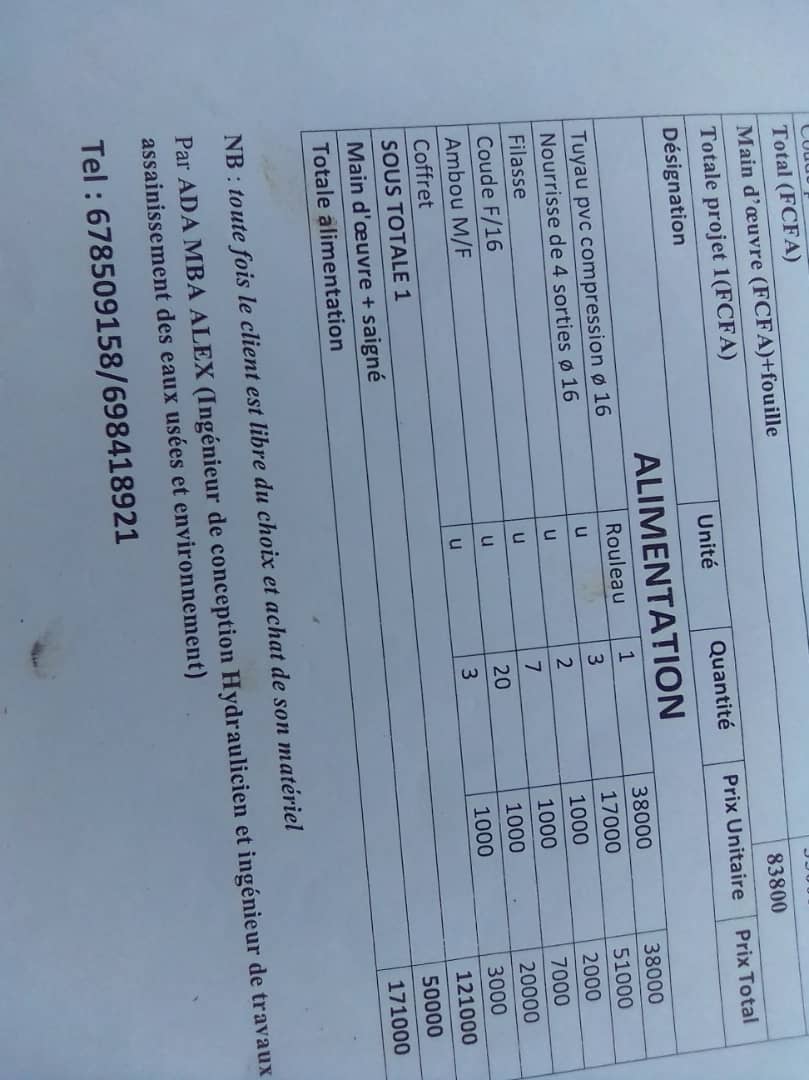 Total (FCFA)
Main d'œuvre (FCFA)+fouille
Totale projet 1(FCFA) 83800
Désignation Unité Quantité Prix Unitaire Prix Total
ALIMENTATION
Tuyau pvc compression ø 16 Rouleau 1 38000 38000
Nourrisse de 4 sorties ø 16 u 3 17000 51000
Filasse u 2 1000 2000
Coude F/16 u 7 1000 7000
Ambou M/F u 20 1000 20000
Coffret u 3 1000 3000
SOUS TOTALE 1 121000
Main d'œuvre + saigné 50000
Totale alimentation 171000
NB : toute fois le client est libre du choix et achat de son matériel
Par ADA MBA ALEX (Ingénieur de conception Hydraulicien et ingénieur de travaux
assainissement des eaux usées et environnement)
Tel : 678509158/698418921